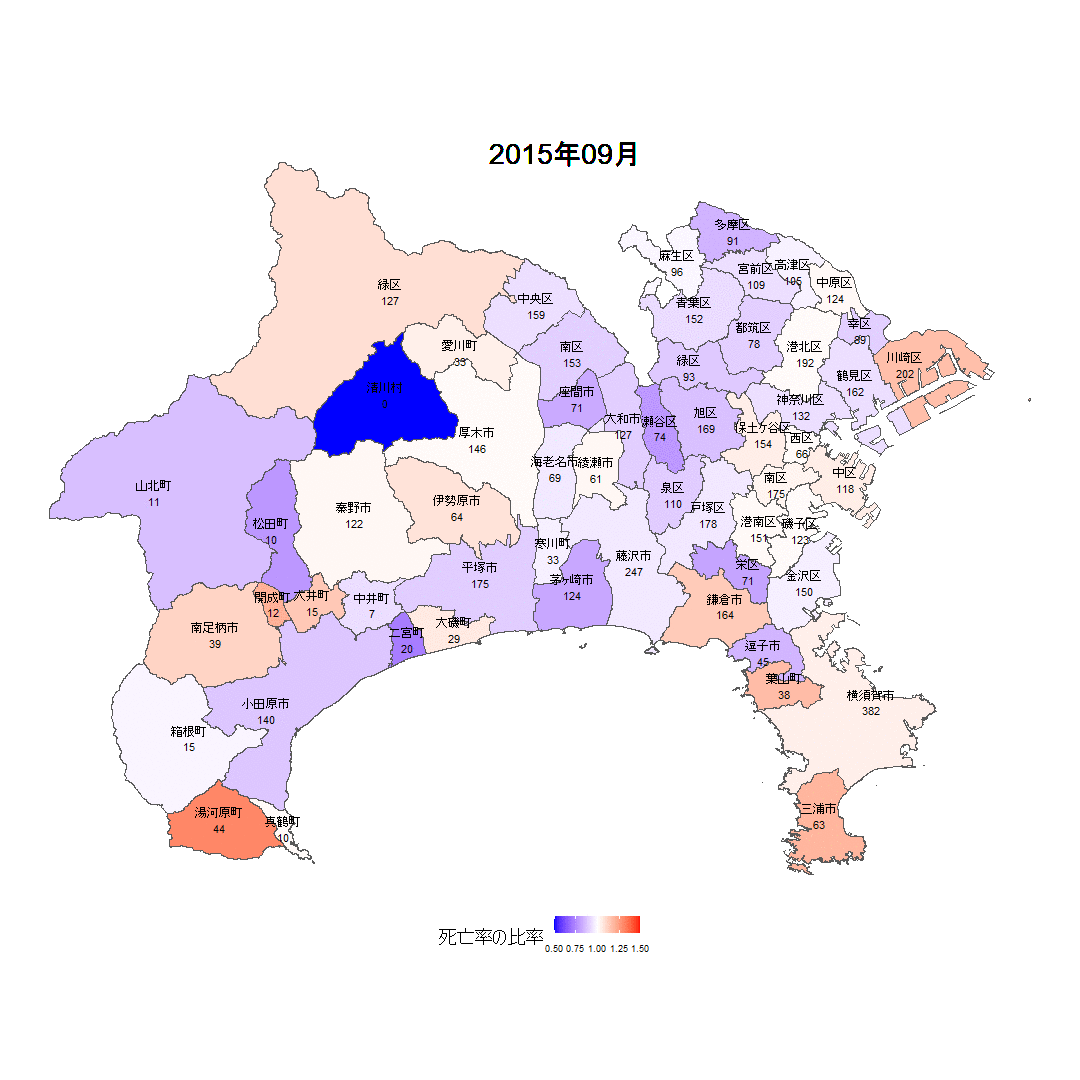 2015年09月
多摩区
91
麻生区
96
宮前区
109
高津区
105
中原区
124
緑区
127
中央区
159
青葉区
152
都筑区
78
港北区
192
幸区
89
川崎区
202
愛川町
33
南区
153
緑区
93
鶴見区
162
清川村
0
座間市
71
大和市
127
瀬谷区
74
旭区
169
神奈川区
132
保土ケ谷区
154
西区
66
厚木市
146
海老名市
69
綾瀬市
61
中区
118
山北町
11
松田町
10
秦野市
122
伊勢原市
64
泉区
110
戸塚区
178
南区
175
港南区
151
磯子区
123
寒川町
33
藤沢市
247
平塚市
175
茅ヶ崎市
124
栄区
71
金沢区
150
開成町
12
大井町
15
中井町
7
鎌倉市
164
南足柄市
39
二宮町
20
大磯町
29
逗子市
45
葉山町
38
横須賀市
382
小田原市
140
箱根町
15
湯河原町
44
真鶴町
10
三浦市
63
死亡率の比率
0.50 0.75 1.00 1.25 1.50